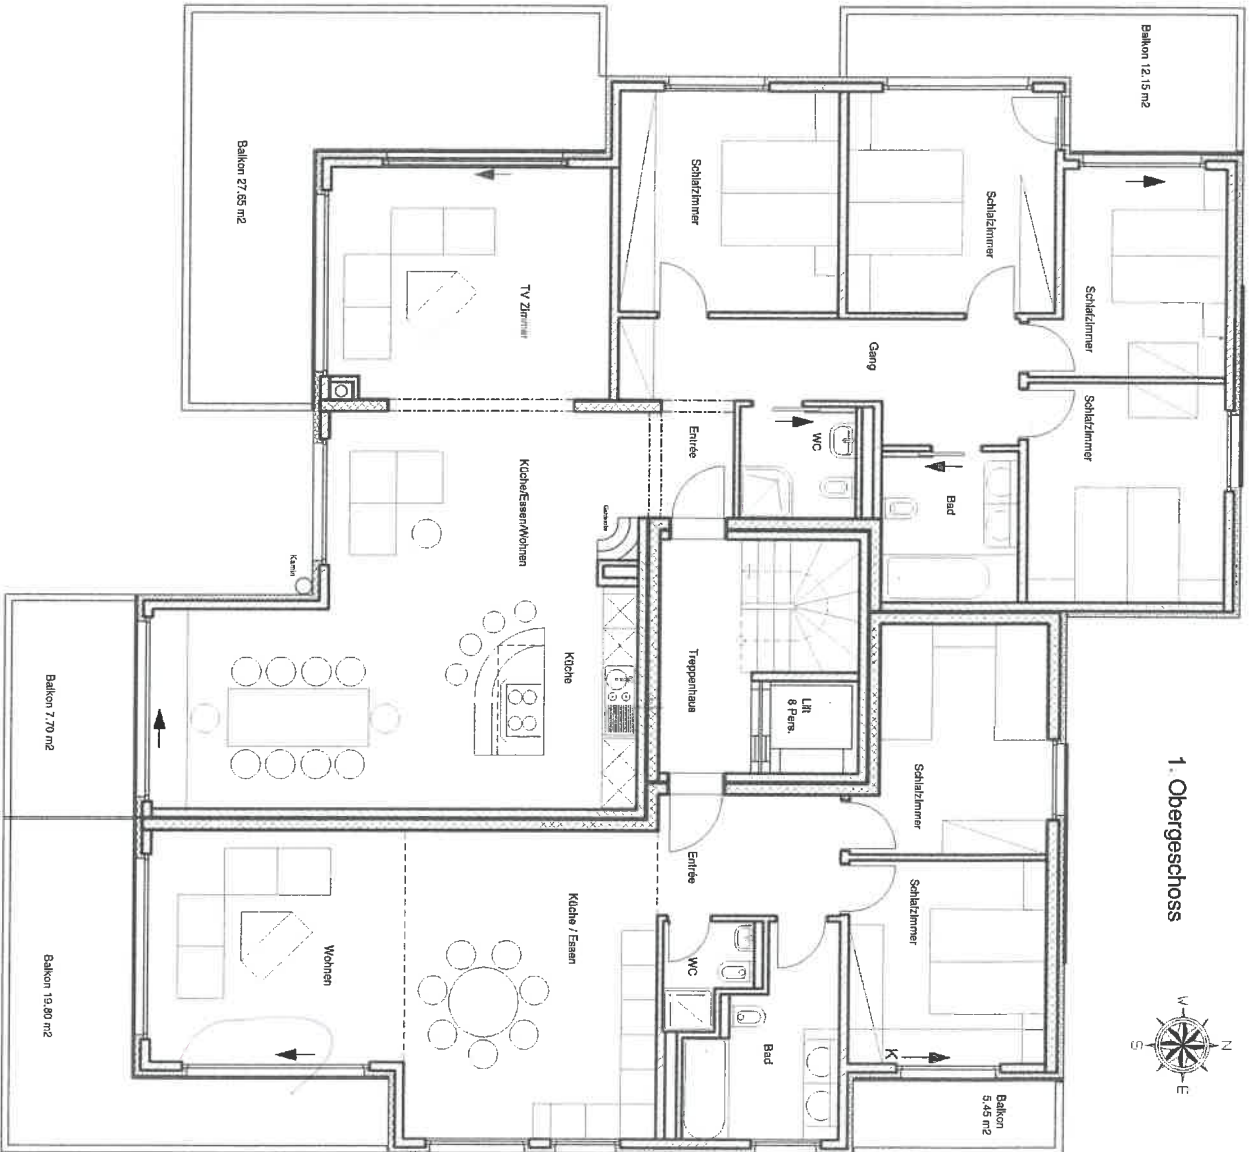 1. Obergeschoss
N
W
E
S
Balkon 12.15 m2
Schlafzimmer
Schlafzimmer
Schlafzimmer
Schlafzimmer
Gang
Balkon 27.65 m2
TV Zimmer
Entrée
WC
Bad
Küche/Essen/Wohnen
Kamin
Küche
Treppenhaus
Lift
8 Pers.
Balkon 7.70 m2
Schlafzimmer
Schlafzimmer
Entrée
WC
Bad
K
Küche / Essen
Wohnen
Balkon 19.80 m2
Balkon
5.45 m2